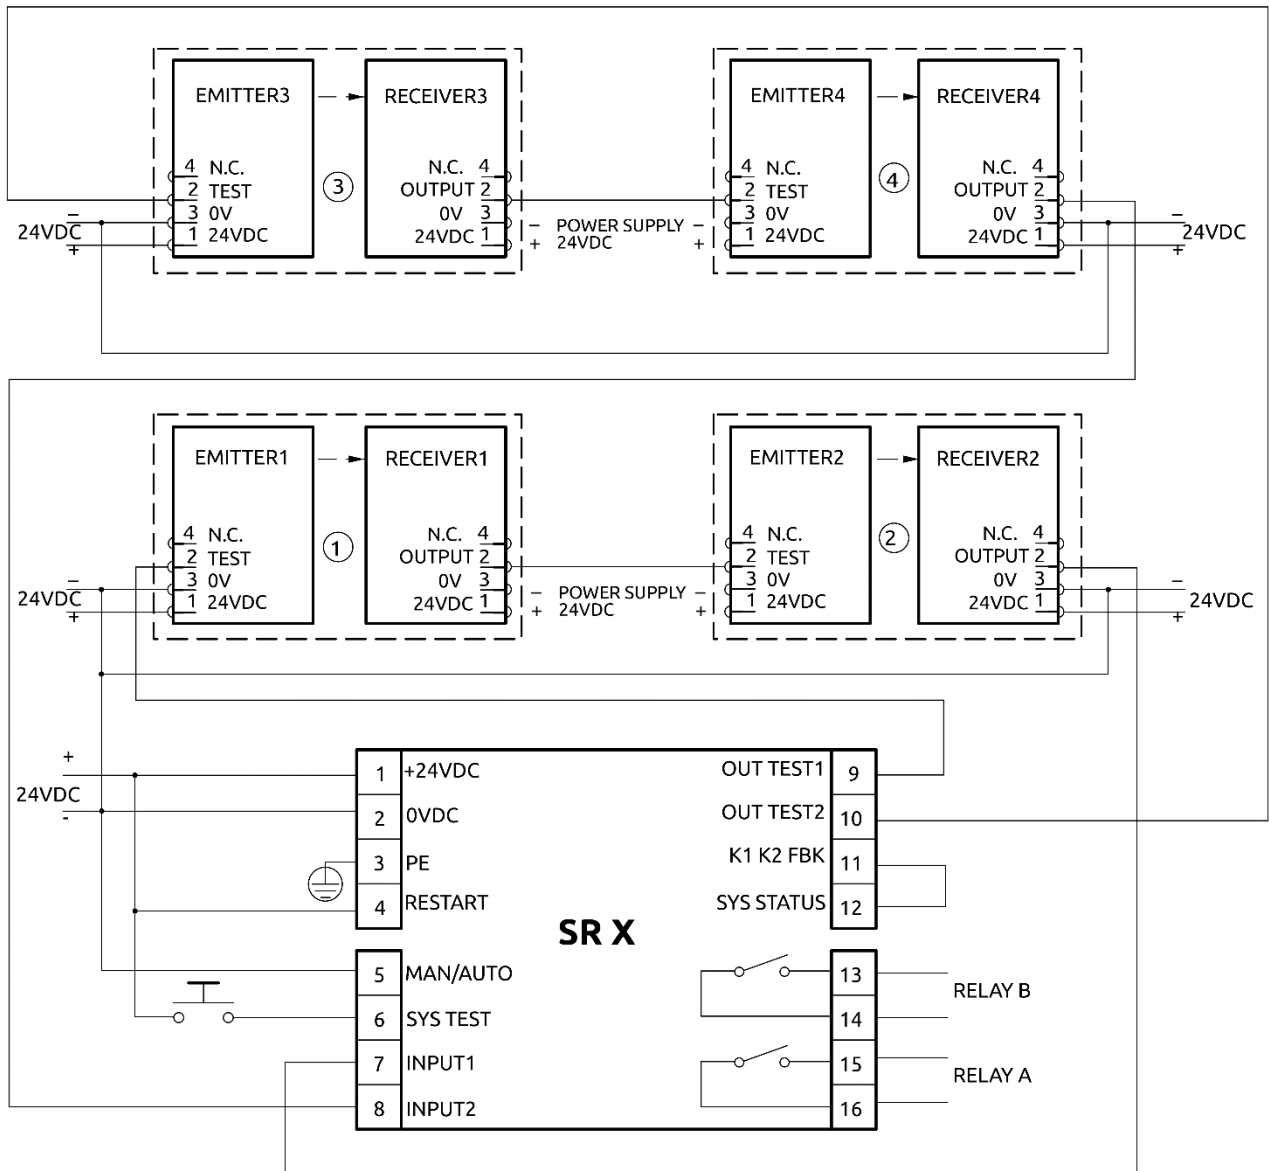 EMITTER3
RECEIVER3
4 N.C.
2 TEST
3 0V
1 24VDC
3
N.C. 4
OUTPUT 2
0V 3
24VDC 1
EMITTER4
RECEIVER4
4 N.C.
2 TEST
3 0V
1 24VDC
4
N.C. 4
OUTPUT 2
0V 3
24VDC 1
–
24VDC
+
– POWER SUPPLY –
+ 24VDC +
–
24VDC
+
EMITTER1
RECEIVER1
4 N.C.
2 TEST
3 0V
1 24VDC
1
N.C. 4
OUTPUT 2
0V 3
24VDC 1
EMITTER2
RECEIVER2
4 N.C.
2 TEST
3 0V
1 24VDC
2
N.C. 4
OUTPUT 2
0V 3
24VDC 1
–
24VDC
+
– POWER SUPPLY –
+ 24VDC +
–
24VDC
+
+
24VDC
-
1 +24VDC
2 0VDC
3 PE
4 RESTART
5 MAN/AUTO
6 SYS TEST
7 INPUT1
8 INPUT2
SR X
OUT TEST1 9
OUT TEST2 10
K1 K2 FBK 11
SYS STATUS 12
13
RELAY B
14
15
RELAY A
16